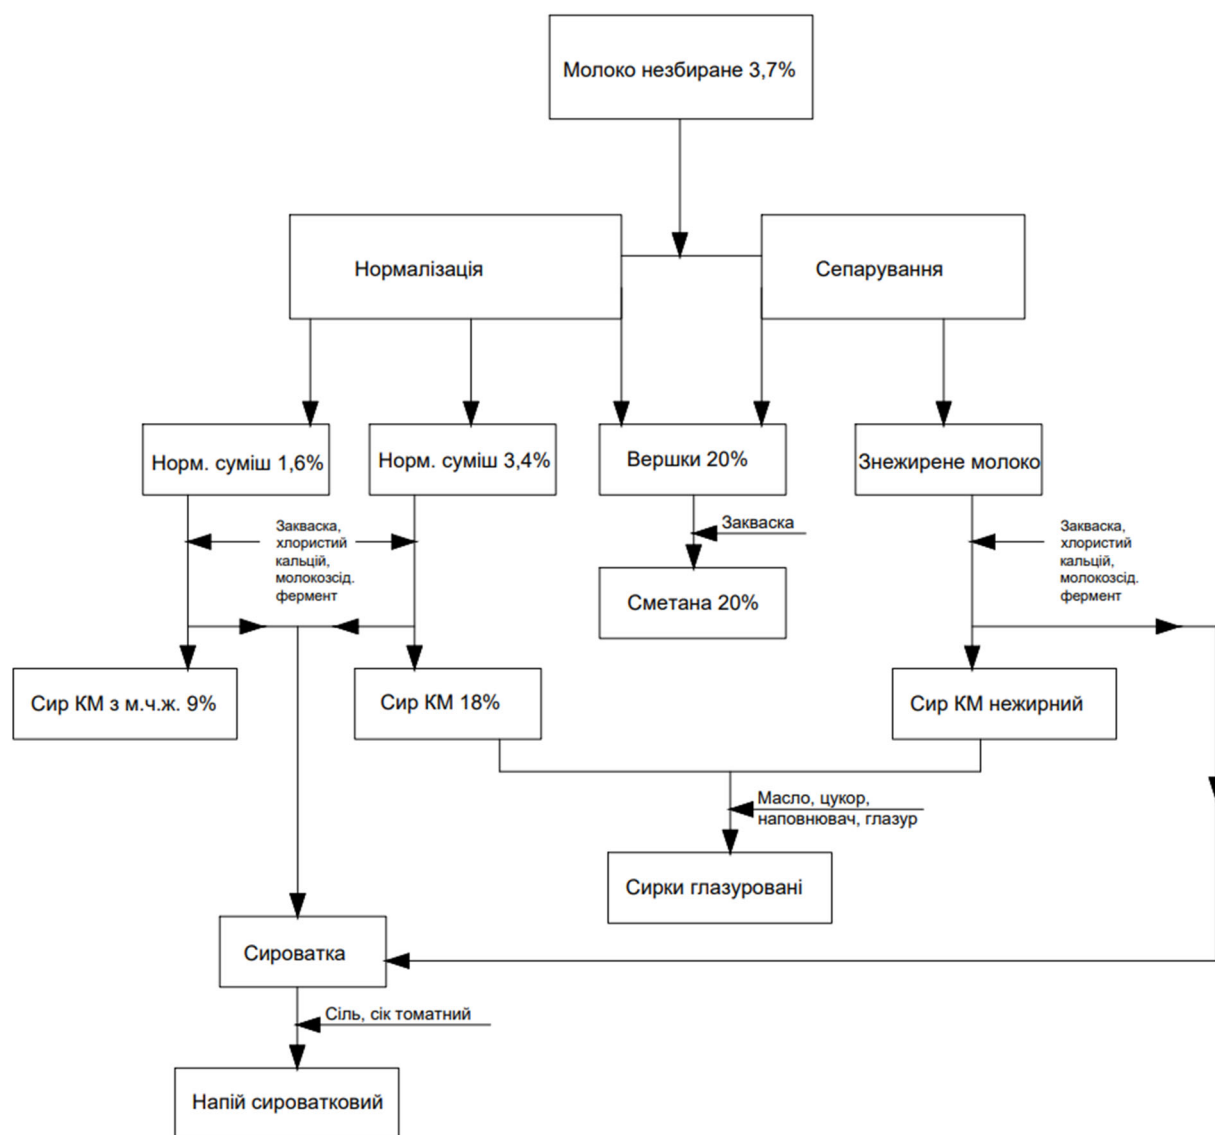 Молоко незбиране 3,7%
Нормалізація
Сепарування
Норм. суміш 1,6%
Норм. суміш 3,4%
Вершки 20%
Знежирене молоко
Закваска,
хлористий
кальцій,
молокозсід.
фермент
Закваска
Закваска,
хлористий
кальцій,
молокозсід.
фермент
Сметана 20%
Сир КМ з м.ч.ж. 9%
Сир КМ 18%
Сир КМ нежирний
Масло, цукор,
наповнювач, глазур
Сирки глазуровані
Сироватка
Сіль, сік томатний
Напій сироватковий